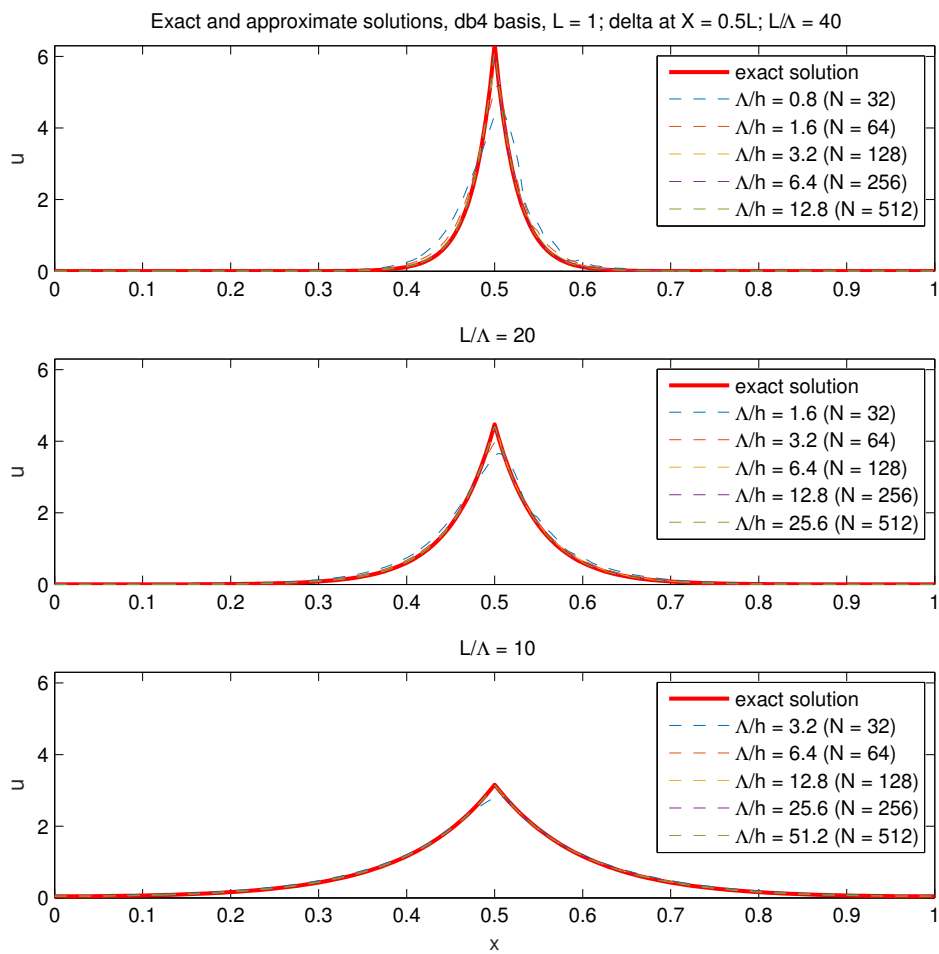 Exact and approximate solutions, db4 basis, L = 1; delta at X = 0.5L; L/Λ = 40
6
4
2
0
u
exact solution
Λ/h = 0.8 (N = 32)
Λ/h = 1.6 (N = 64)
Λ/h = 3.2 (N = 128)
Λ/h = 6.4 (N = 256)
Λ/h = 12.8 (N = 512)
0 0.1 0.2 0.3 0.4 0.5 0.6 0.7 0.8 0.9 1
L/Λ = 20
6
4
2
0
u
exact solution
Λ/h = 1.6 (N = 32)
Λ/h = 3.2 (N = 64)
Λ/h = 6.4 (N = 128)
Λ/h = 12.8 (N = 256)
Λ/h = 25.6 (N = 512)
0 0.1 0.2 0.3 0.4 0.5 0.6 0.7 0.8 0.9 1
L/Λ = 10
6
4
2
0
u
exact solution
Λ/h = 3.2 (N = 32)
Λ/h = 6.4 (N = 64)
Λ/h = 12.8 (N = 128)
Λ/h = 25.6 (N = 256)
Λ/h = 51.2 (N = 512)
0 0.1 0.2 0.3 0.4 0.5 0.6 0.7 0.8 0.9 1
x